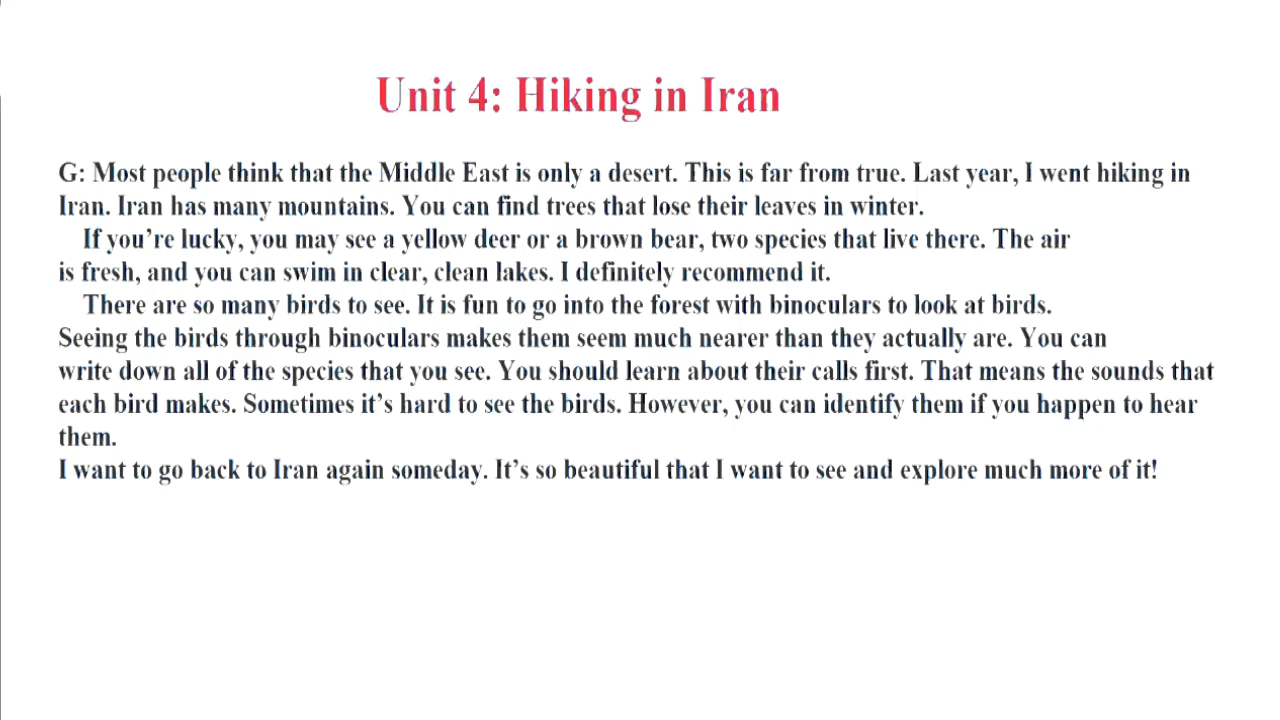 Unit 4: Hiking in Iran
G: Most people think that the Middle East is only a desert. This is far from true. Last year, I went hiking in
Iran. Iran has many mountains. You can find trees that lose their leaves in winter.
If you’re lucky, you may see a yellow deer or a brown bear, two species that live there. The air
is fresh, and you can swim in clear, clean lakes. I definitely recommend it.
There are so many birds to see. It is fun to go into the forest with binoculars to look at birds.
Seeing the birds through binoculars makes them seem much nearer than they actually are. You can
write down all of the species that you see. You should learn about their calls first. That means the sounds that
each bird makes. Sometimes it’s hard to see the birds. However, you can identify them if you happen to hear
them.
I want to go back to Iran again someday. It’s so beautiful that I want to see and explore much more of it!